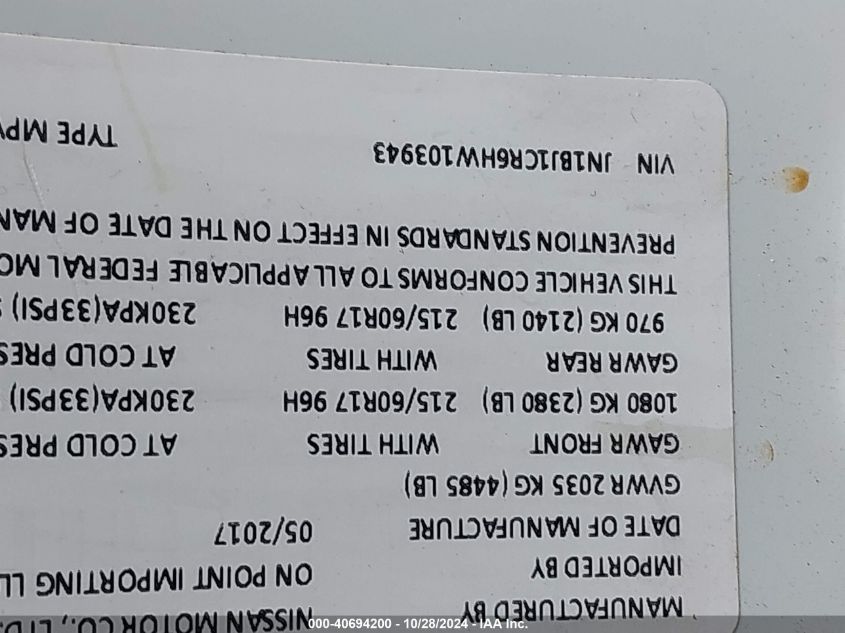 MANUFACTURED BY NISSAN MOTOR CO., LTD.
IMPORTED BY ON POINT IMPORTING LL
DATE OF MANUFACTURE 05/2017
GVWR 2035 KG (4485 LB)
GAWR FRONT WITH TIRES AT COLD PRES
1080 KG (2380 LB) 215/60R17 96H 230KPA(33PSI)
GAWR REAR WITH TIRES AT COLD PRES
970 KG (2140 LB) 215/60R17 96H 230KPA(33PSI)
THIS VEHICLE CONFORMS TO ALL APPLICABLE FEDERAL MO
PREVENTION STANDARDS IN EFFECT ON THE DATE OF MAN
VIN JN1BJ1CR6HW103943 TYPE MPV
000-40694200 - 10/28/2024 - IAA Inc.